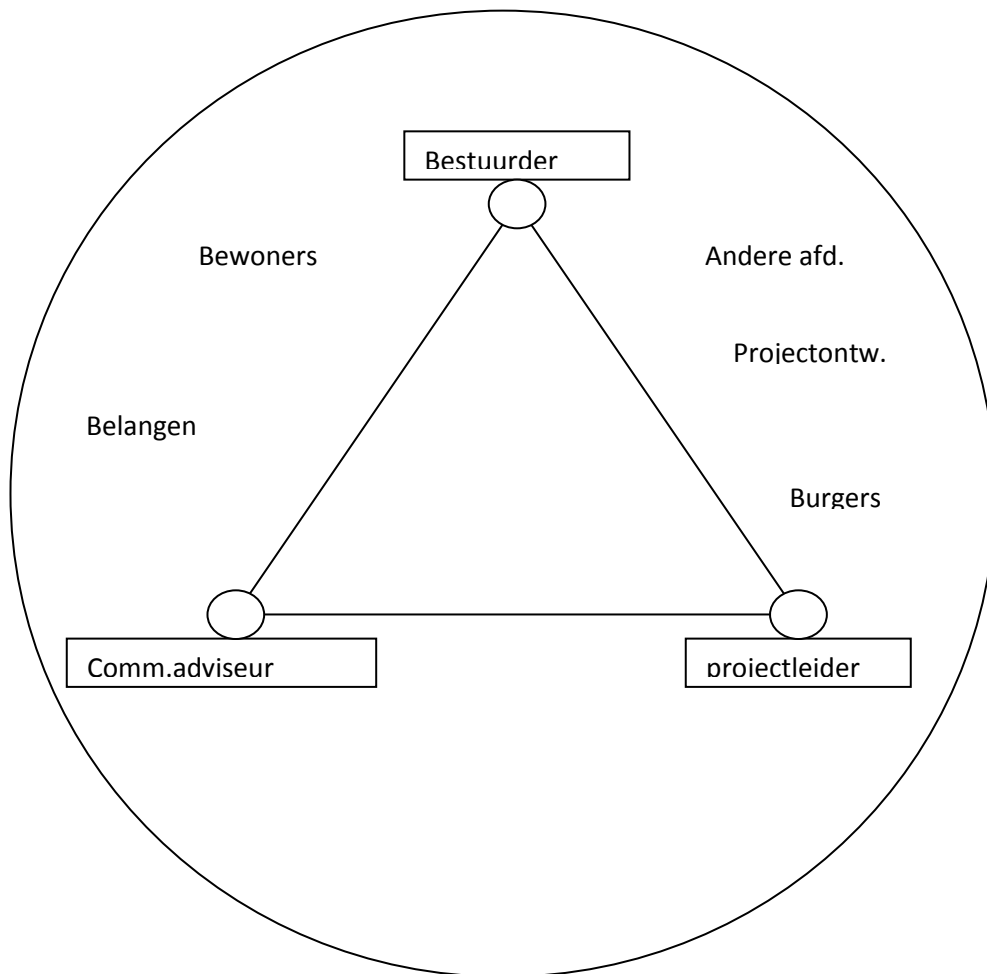 Bestuurder
Bewoners
Andere afd.
Projectontw.
Belangen
Burgers
Comm.adviseur
projectleider